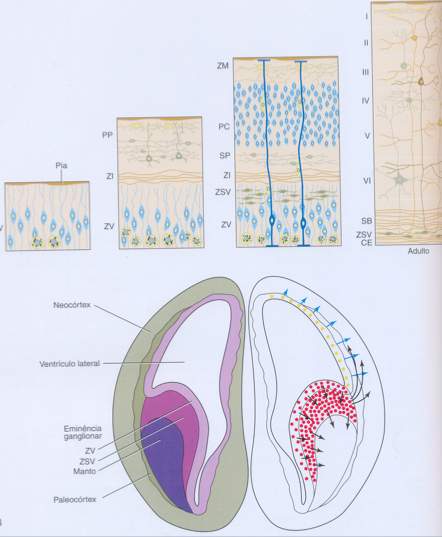 Pia
V
PP
ZI
ZV
ZM
PC
SP
ZI
ZSV
ZV
I
II
III
IV
V
VI
SB
ZSV
CE
Adulto
Neocórtex
Ventrículo lateral
Eminência
ganglionar
ZV
ZSV
Manto
Paleocórtex